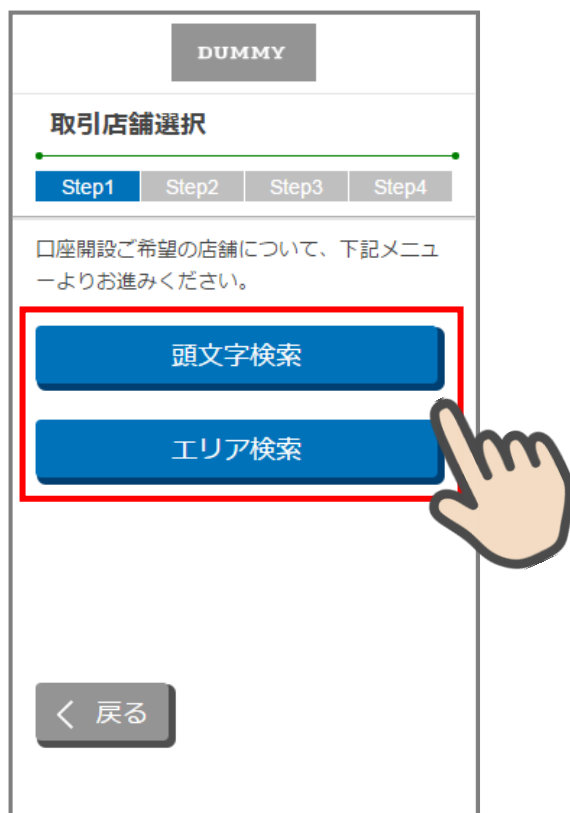 DUMMY
取引店舗選択
Step1 Step2 Step3 Step4
口座開設ご希望の店舗について、下記メニュ
ーよりお進みください。
頭文字検索
エリア検索
戻る